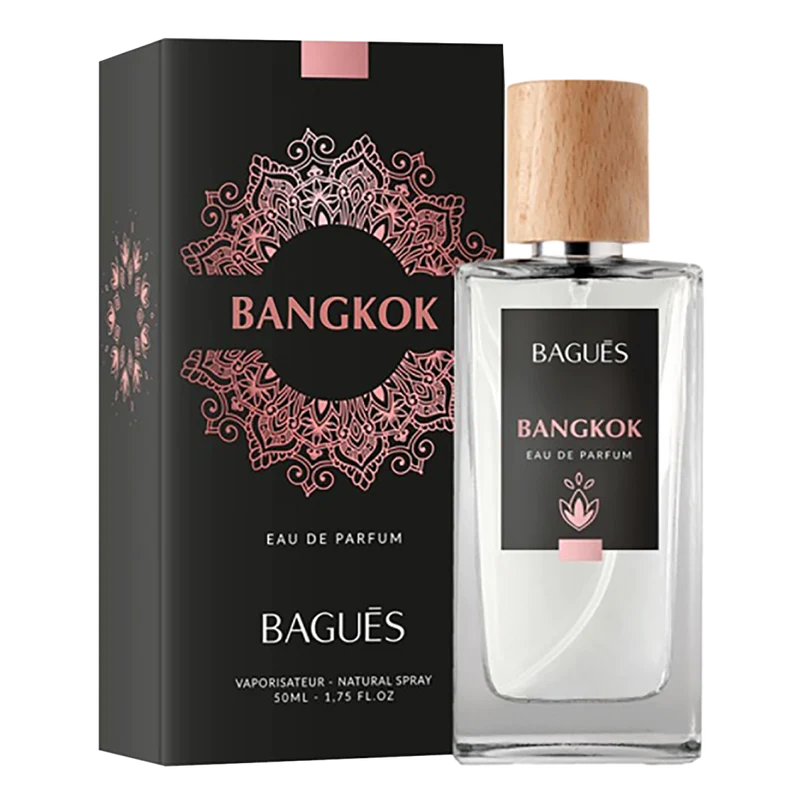 BANGKOK
EAU DE PARFUM
BAGUĒS
VAPORISATEUR - NATURAL SPRAY
50ML - 1,75 FL.OZ
BAGUĒS
BANGKOK
EAU DE PARFUM